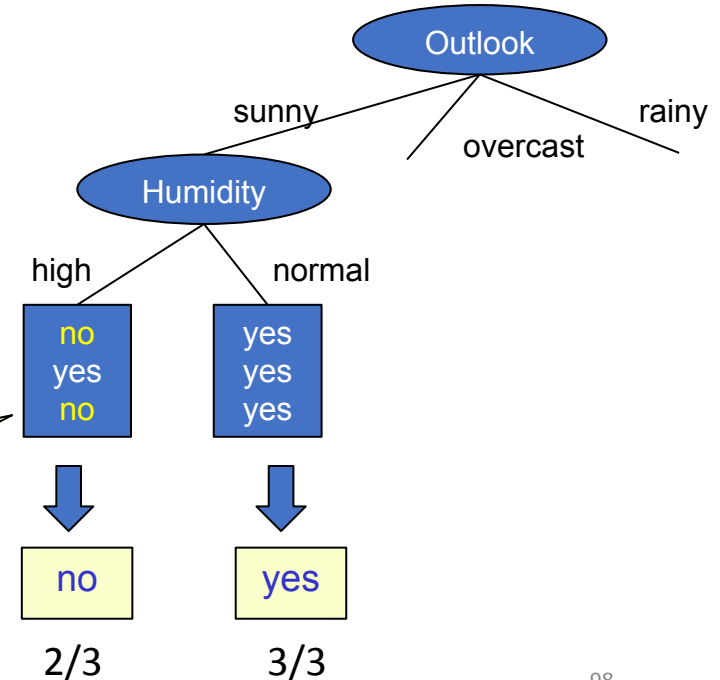 Outlook
sunny
rainy
overcast
Humidity
high
normal
no
yes
no
yes
yes
yes
no
yes
2/3
3/3
98